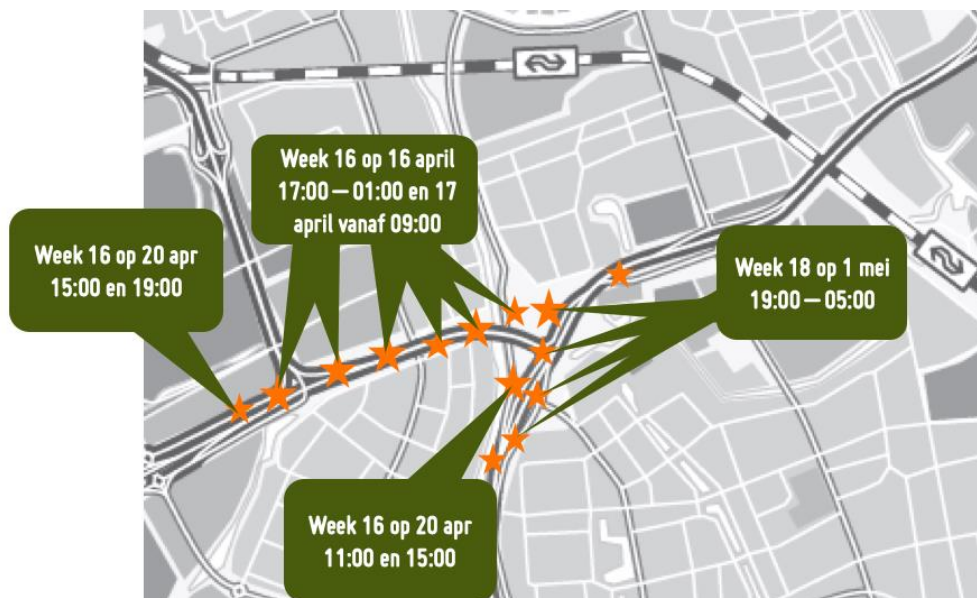 Week 16 op 16 april
17:00 – 01:00 en 17
april vanaf 09:00
Week 16 op 20 apr
15:00 en 19:00
Week 18 op 1 mei
19:00 – 05:00
Week 16 op 20 apr
11:00 en 15:00